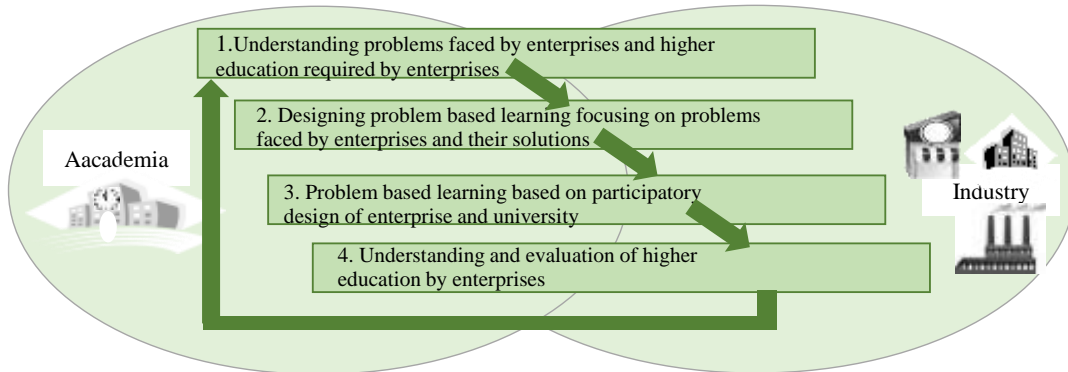 1.Understanding problems faced by enterprises and higher
education required by enterprises
2. Designing problem based learning focusing on problems
faced by enterprises and their solutions
Aacademia
3. Problem based learning based on participatory
design of enterprise and university
Industry
4. Understanding and evaluation of higher
education by enterprises